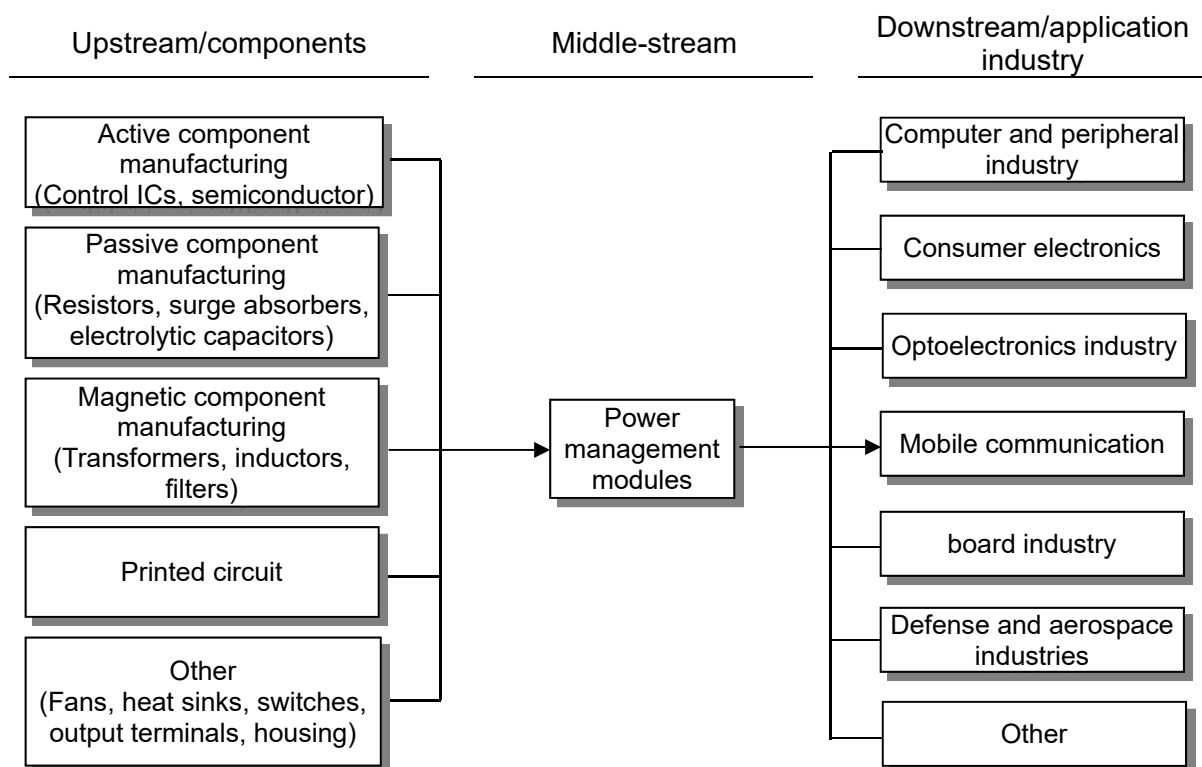 Upstream/components
Middle-stream
Downstream/application
industry
Active component
manufacturing
(Control ICs, semiconductor)
Passive component
manufacturing
(Resistors, surge absorbers,
electrolytic capacitors)
Magnetic component
manufacturing
(Transformers, inductors,
filters)
Printed circuit
Other
(Fans, heat sinks, switches,
output terminals, housing)
Power
management
modules
Computer and peripheral
industry
Consumer electronics
Optoelectronics industry
Mobile communication
board industry
Defense and aerospace
industries
Other